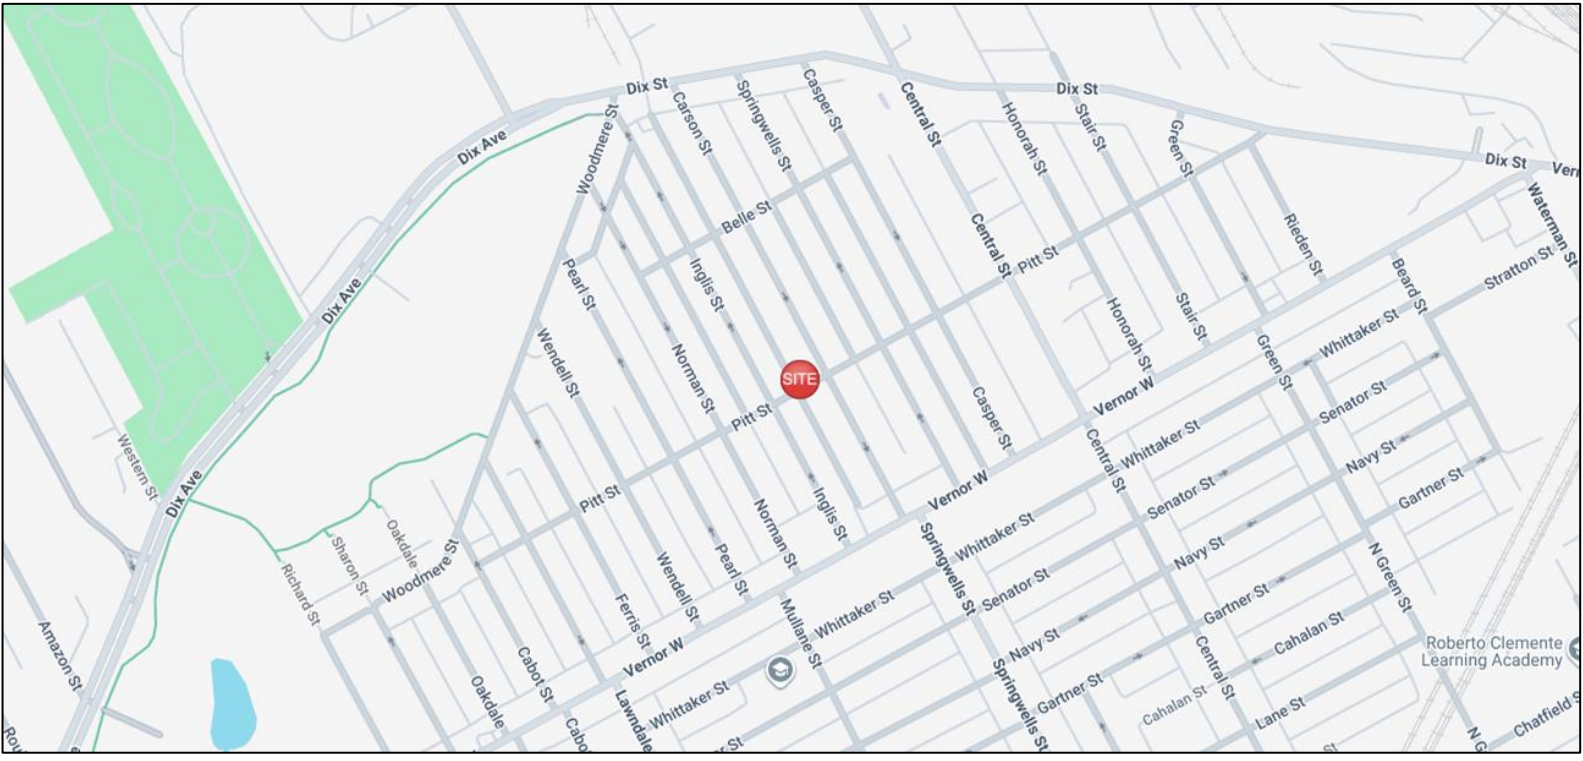 Dix St
Casper St
Springwells St
Carson St
Woodmere St
Central St
Dix St
Honorah St
Stair St
Green St
Dix Ave
Dix St
Waterman St
Belle St
Central St
Pitt St
Rieden St
Pearl St
Inglis St
Dix Ave
Beard St
Stratton St
Honorah St
Stair St
Wendell St
Norman St
Whittaker St
Green St
SITE
Vernor W
Senator St
Pitt St
Casper St
Whittaker St
Navy St
Central St
Western St
Dix Ave
Pitt St
Norman St
Inglis St
Vernor W
Senator St
Gartner St
Whittaker St
Springwells St
Oakdale
Sharon St
Woodmere St
Richard St
Wendell St
Pearl St
Navy St
N Green St
Senator St
Gartner St
Whittaker St
Mullane St
Ferris St
Navy St
Cahalan St
Central St
Roberto Clemente
Learning Academy
Amazon St
Vernor W
Cabot St
Oakdale
Lawndale
Whittaker St
Springwells St
Gartner St
Cahalan St
Lane St